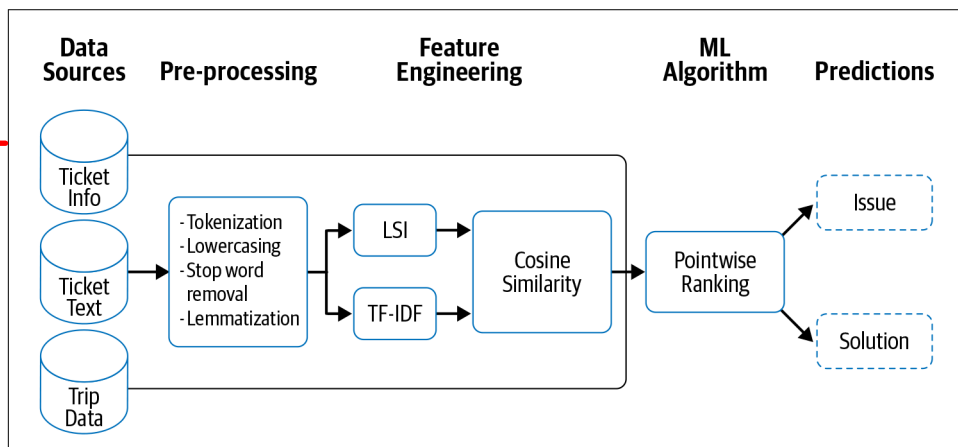 Data
Sources
Pre-processing
Feature
Engineering
ML
Algorithm
Predictions
Ticket
Info
Ticket
Text
Trip
Data
- Tokenization
- Lowercasing
- Stop word
removal
- Lemmatization
LSI
TF-IDF
Cosine
Similarity
Pointwise
Ranking
Issue
Solution